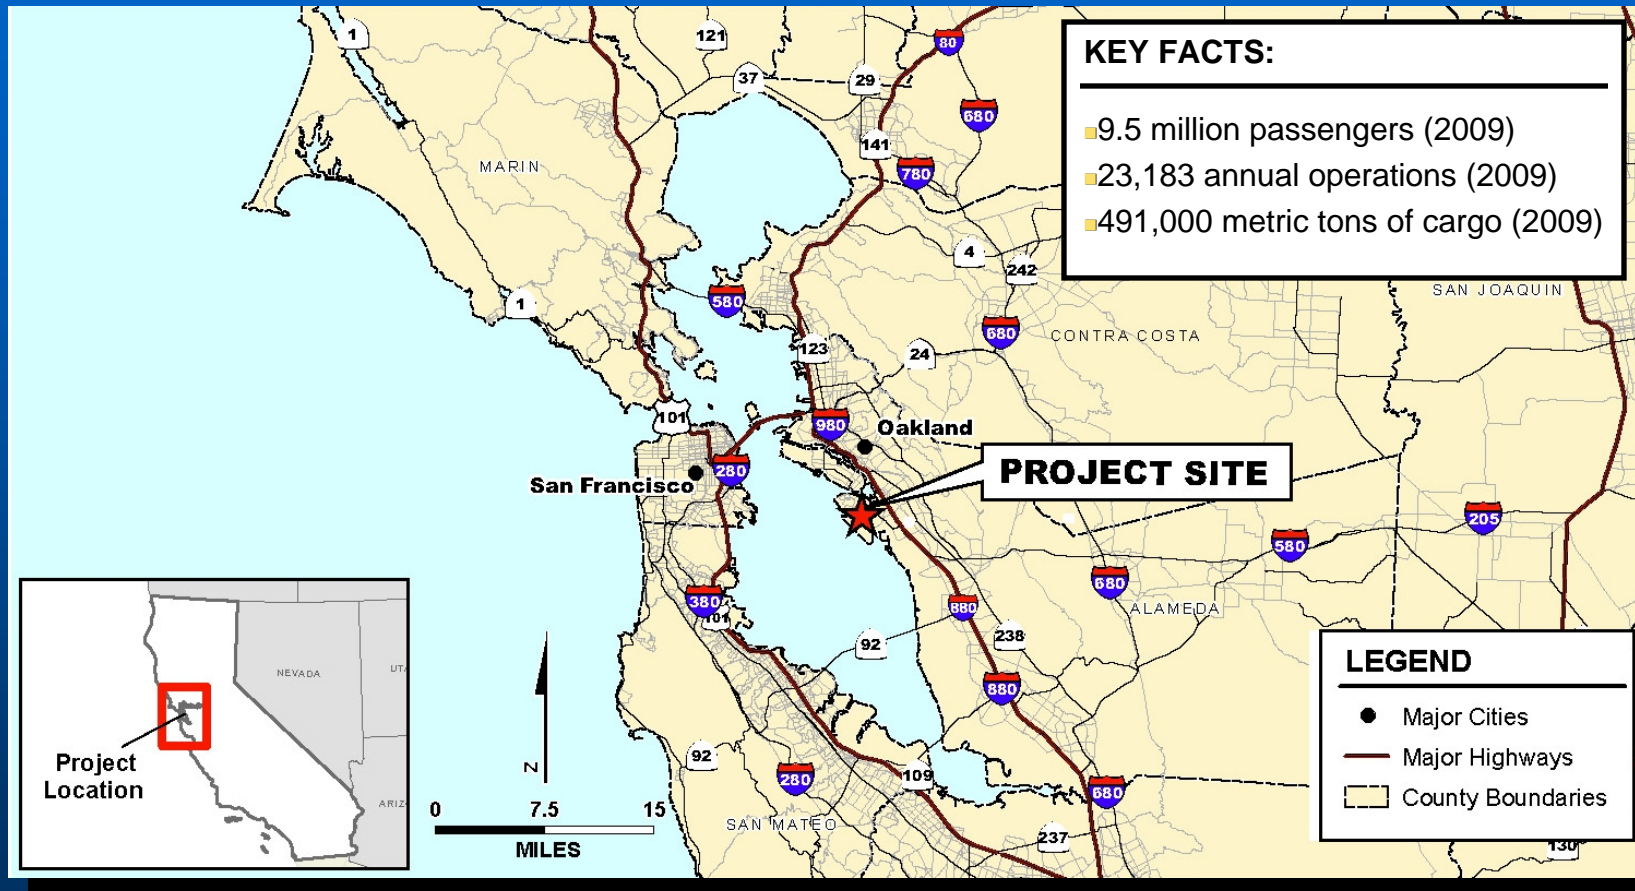 KEY FACTS:
9.5 million passengers (2009)
23,183 annual operations (2009)
491,000 metric tons of cargo (2009)
1
121
80
37
29
680
141
MARIN
780
4
242
580
SAN JOAQUIN
1
680
CONTRA COSTA
123
24
101
980
Oakland
280
PROJECT SITE
San Francisco
205
580
680
380
880
ALAMEDA
101
92
238
LEGEND
NEVADA
880
Major Cities
Project
Location
92
Major Highways
N
280
109
680
County Boundaries
0 7.5 15
SAN MATEO
237
MILES
130